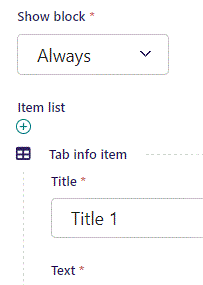 Show block *
Always
Item list
Tab info item
Title *
Title 1
Text *